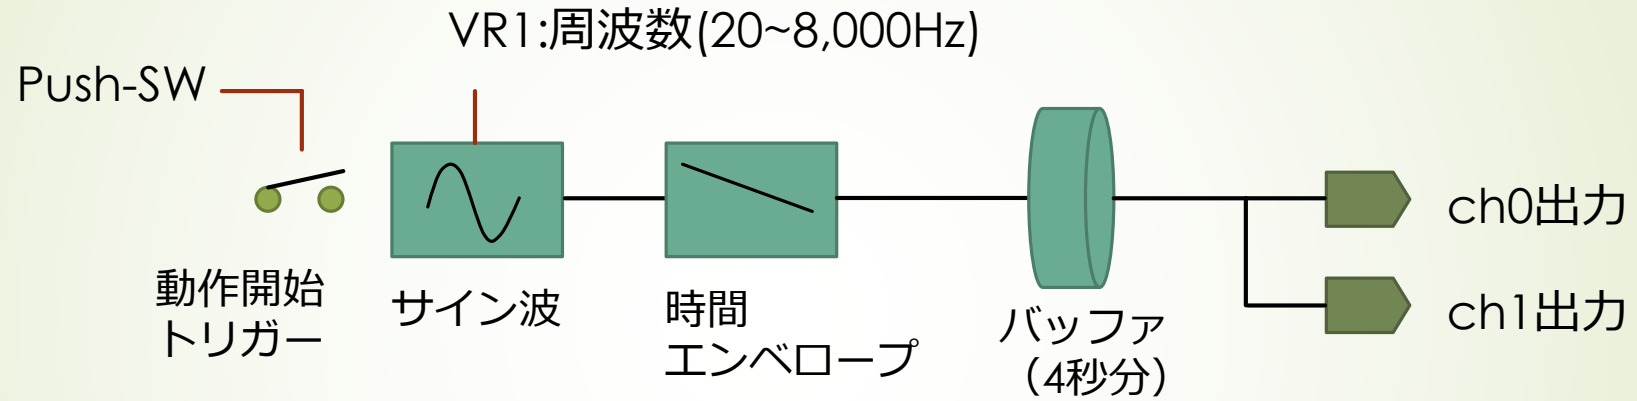 VR1:周波数(20~8,000Hz)
Push-SW
動作開始
トリガー
サイン波
時間
エンベロープ
バッファ
（4秒分）
ch0出力
ch1出力